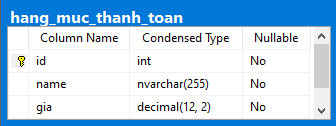 hang_muc_thanh_toan
Column Name Condensed Type Nullable
id int No
name nvarchar(255) No
gia decimal(12, 2) No